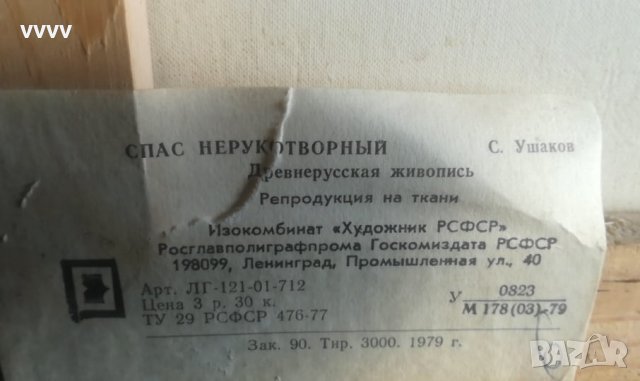 vvvv
СПАС НЕРУКОТВОРНЫЙ С. Ушаков
Древнерусская живопись
Репродукция на ткани
Изокомбинат «Художник РСФСР»
Росглавполиграфпрома Госкомиздата РСФСР
198099, Ленинград, Промышленная ул., 40
Арт. ЛГ-121-01-712
Цена 3 р. 30 к.
ТУ 29 РСФСР 476-77
У 0823
М 178(03)-79
Зак. 90. Тир. 3000. 1979 г.
BAZAR